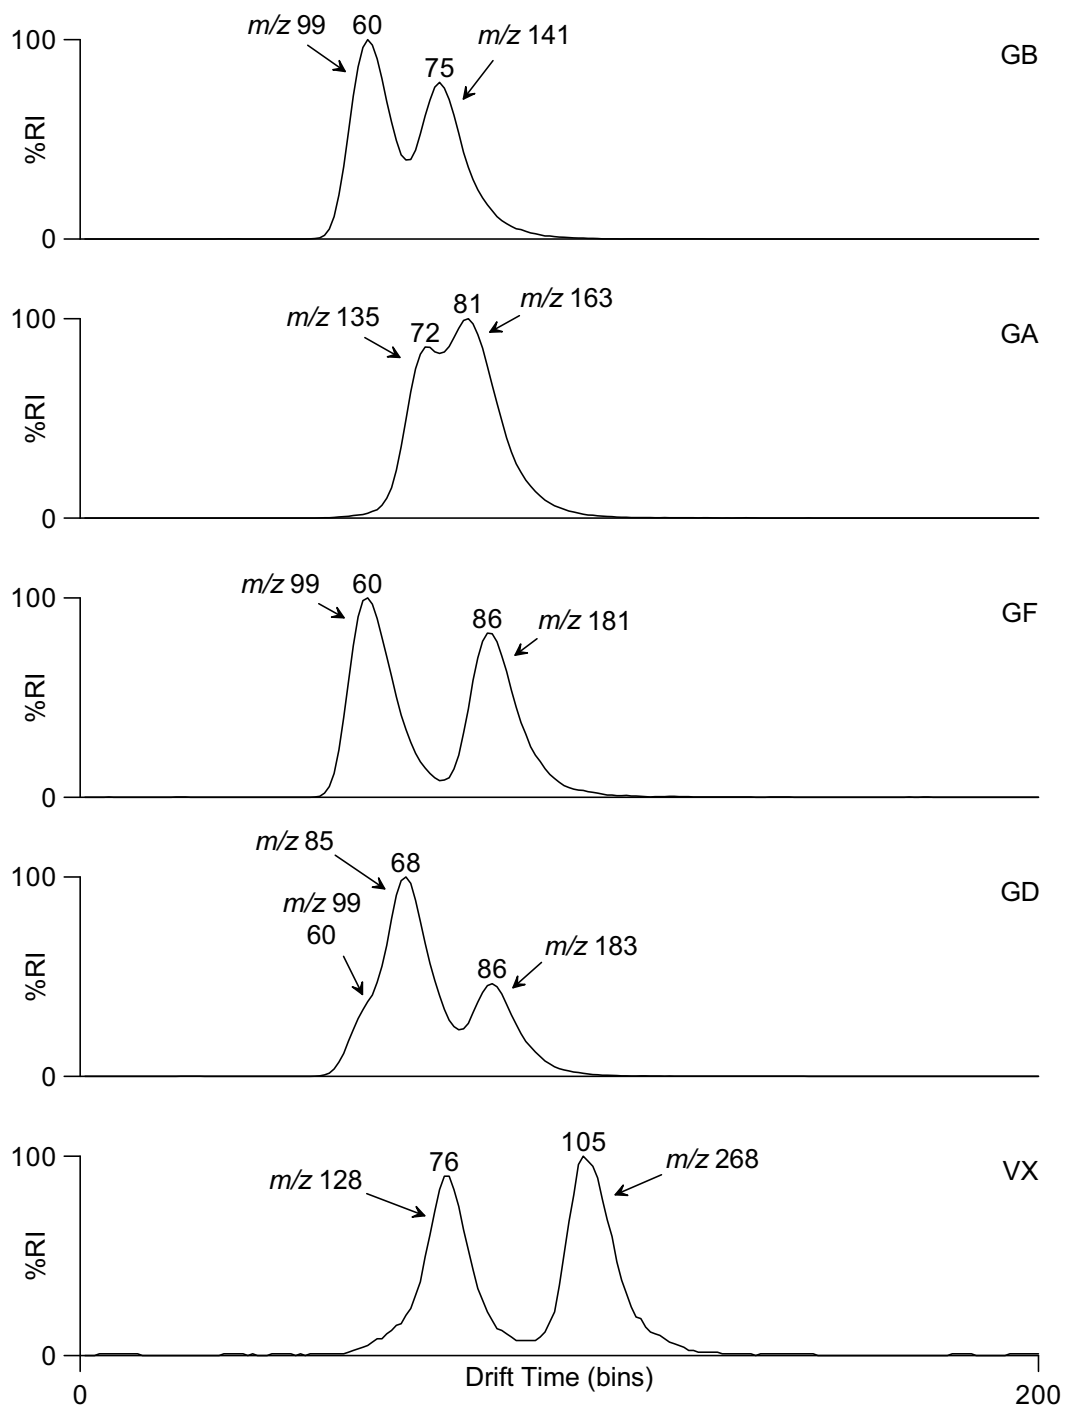 m/z 99 60 m/z 141
100 75 GB
%RI
0
m/z 135 72 81 m/z 163
100 GA
%RI
0
m/z 99 60 86 m/z 181
100 GF
%RI
0
m/z 85 68
100 GD
m/z 99
60 86 m/z 183
%RI
0
m/z 128 76 105 m/z 268
100 VX
%RI
0
Drift Time (bins)
0 200